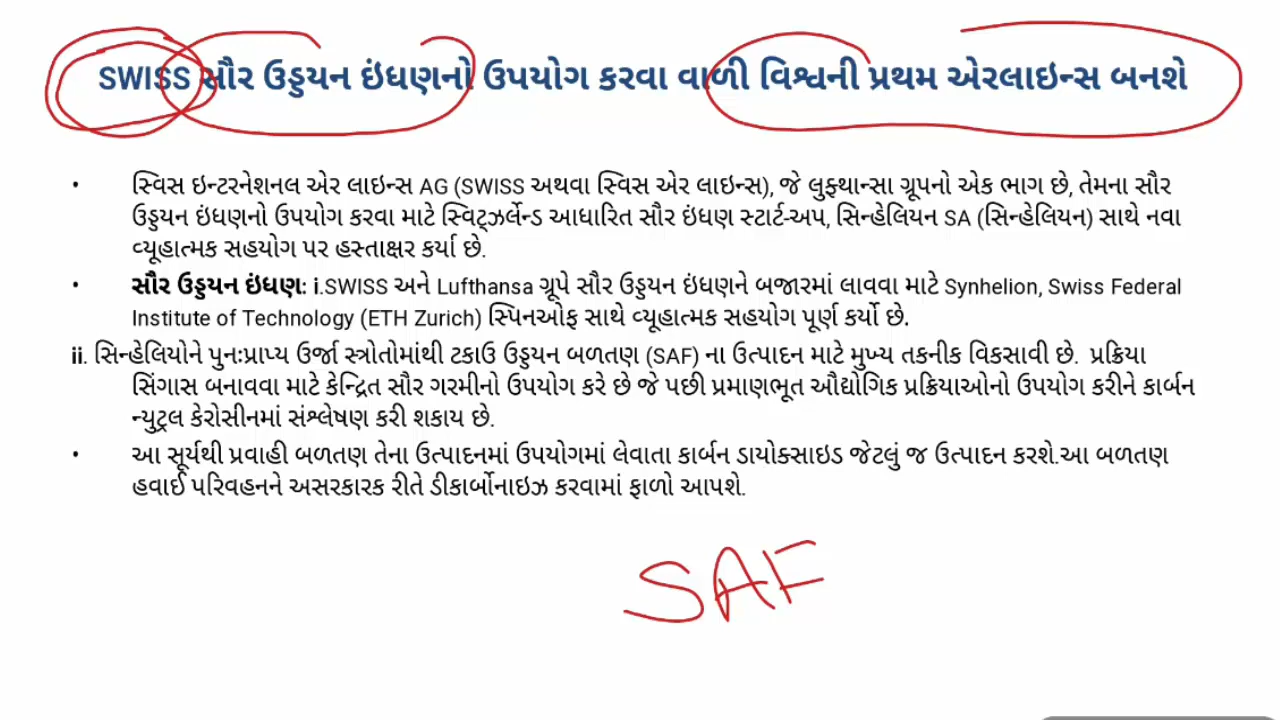 SWISS સૌર ઉડ્ડયન ઇંધણનો ઉપયોગ કરવા વાળી વિશ્વની પ્રથમ એરલાઇન્સ બનશે
• સ્વિસ ઇન્ટરનેશનલ એર લાઇન્સ AG (SWISS અથવા સ્વિસ એર લાઇન્સ), જે લુફ્થાન્સા ગ્રૂપનો એક ભાગ છે, તેમના સૌર
ઉડ્ડયન ઇંધણનો ઉપયોગ કરવા માટે સ્વિટ્ઝર્લેન્ડ આધારિત સૌર ઇંધણ સ્ટાર્ટ-અપ, સિન્હેલિયન SA (સિન્હેલિયન) સાથે નવા
વ્યૂહાત્મક સહયોગ પર હસ્તાક્ષર કર્યા છે.
• સૌર ઉડ્ડયન ઇંધણ: i.SWISS અને Lufthansa ગ્રૂપે સૌર ઉડ્ડયન ઇંધણને બજારમાં લાવવા માટે Synhelion, Swiss Federal
Institute of Technology (ETH Zurich) સ્પિનઓફ સાથે વ્યૂહાત્મક સહયોગ પૂર્ણ કર્યો છે.
ii. સિન્હેલિયોને પુનઃપ્રાપ્ય ઉર્જા સ્ત્રોતોમાંથી ટકાઉ ઉડ્ડયન બળતણ (SAF) ના ઉત્પાદન માટે મુખ્ય તકનીક વિકસાવી છે. પ્રક્રિયા
સિંગાસ બનાવવા માટે કેન્દ્રિત સૌર ગરમીનો ઉપયોગ કરે છે જે પછી પ્રમાણભૂત ઔદ્યોગિક પ્રક્રિયાઓનો ઉપયોગ કરીને કાર્બન
ન્યુટ્રલ કેરોસીનમાં સંશ્લેષણ કરી શકાય છે.
• આ સૂર્યથી પ્રવાહી બળતણ તેના ઉત્પાદનમાં ઉપયોગમાં લેવાતા કાર્બન ડાયોક્સાઇડ જેટલું જ ઉત્પાદન કરશે.આ બળતણ
હવાઈ પરિવહનને અસરકારક રીતે ડીકાર્બોનાઇઝ કરવામાં ફાળો આપશે.
SAF